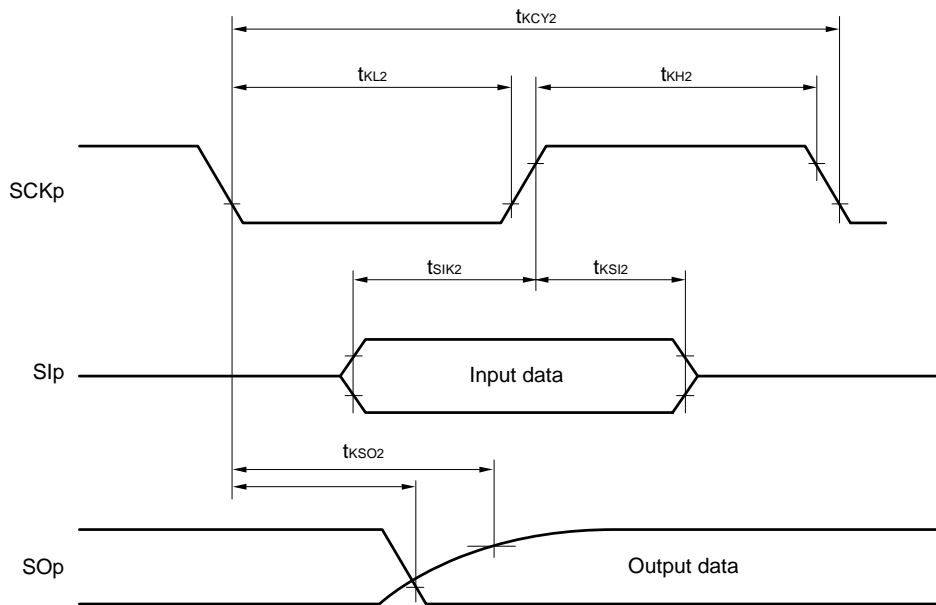 tKCY2
tKL2
tKH2
SCKp
tSIK2
tKSI2
SIp
Input data
tKSO2
SOp
Output data